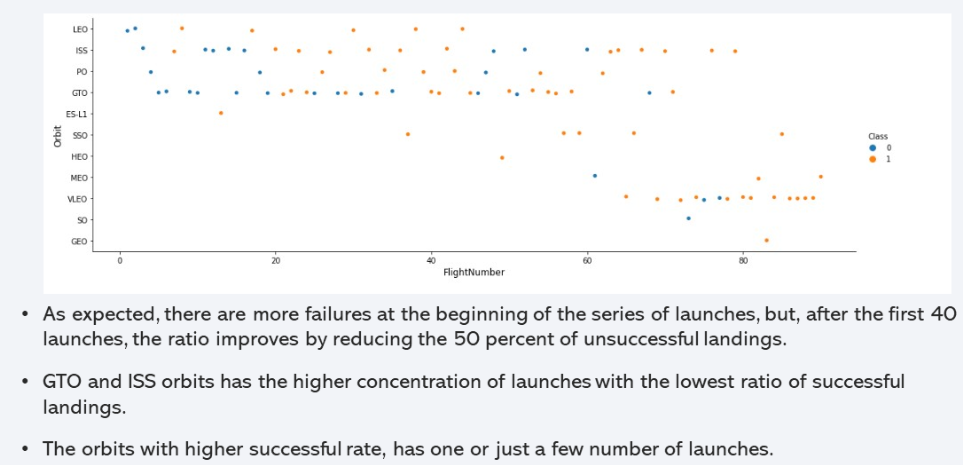 LEO
ISS
PO
GTO
ES-L1
SSO
HEO
MEO
VLEO
SO
GEO
Orbit
Class
0
1
0 20 40 60 80
FlightNumber
• As expected, there are more failures at the beginning of the series of launches, but, after the first 40
launches, the ratio improves by reducing the 50 percent of unsuccessful landings.
• GTO and ISS orbits has the higher concentration of launches with the lowest ratio of successful
landings.
• The orbits with higher successful rate, has one or just a few number of launches.